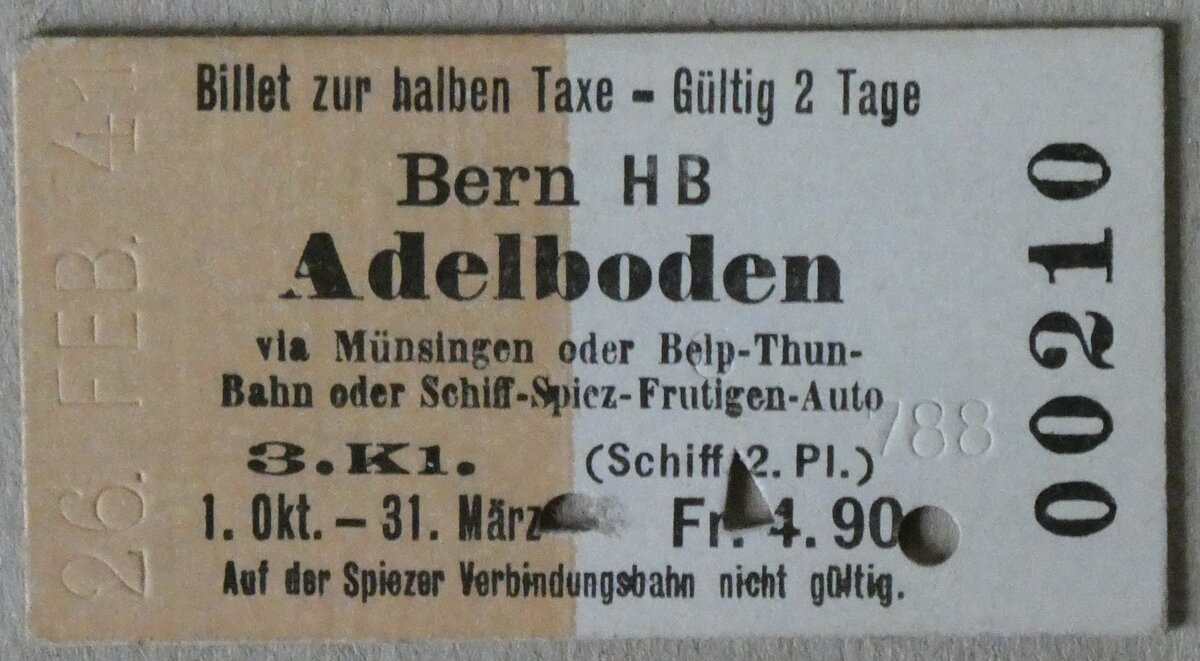 Billet zur halben Taxe - Gültig 2 Tage
Bern HB
Adelboden
via Münsingen oder Belp-Thun-
Bahn oder Schiff-Spiez-Frutigen-Auto
3. Kl. (Schiff 2. Pl.)
1. Okt. – 31. März Fr. 4.90
Auf der Spiezer Verbindungsbahn nicht gültig.
00210
26. FEB. 41
788